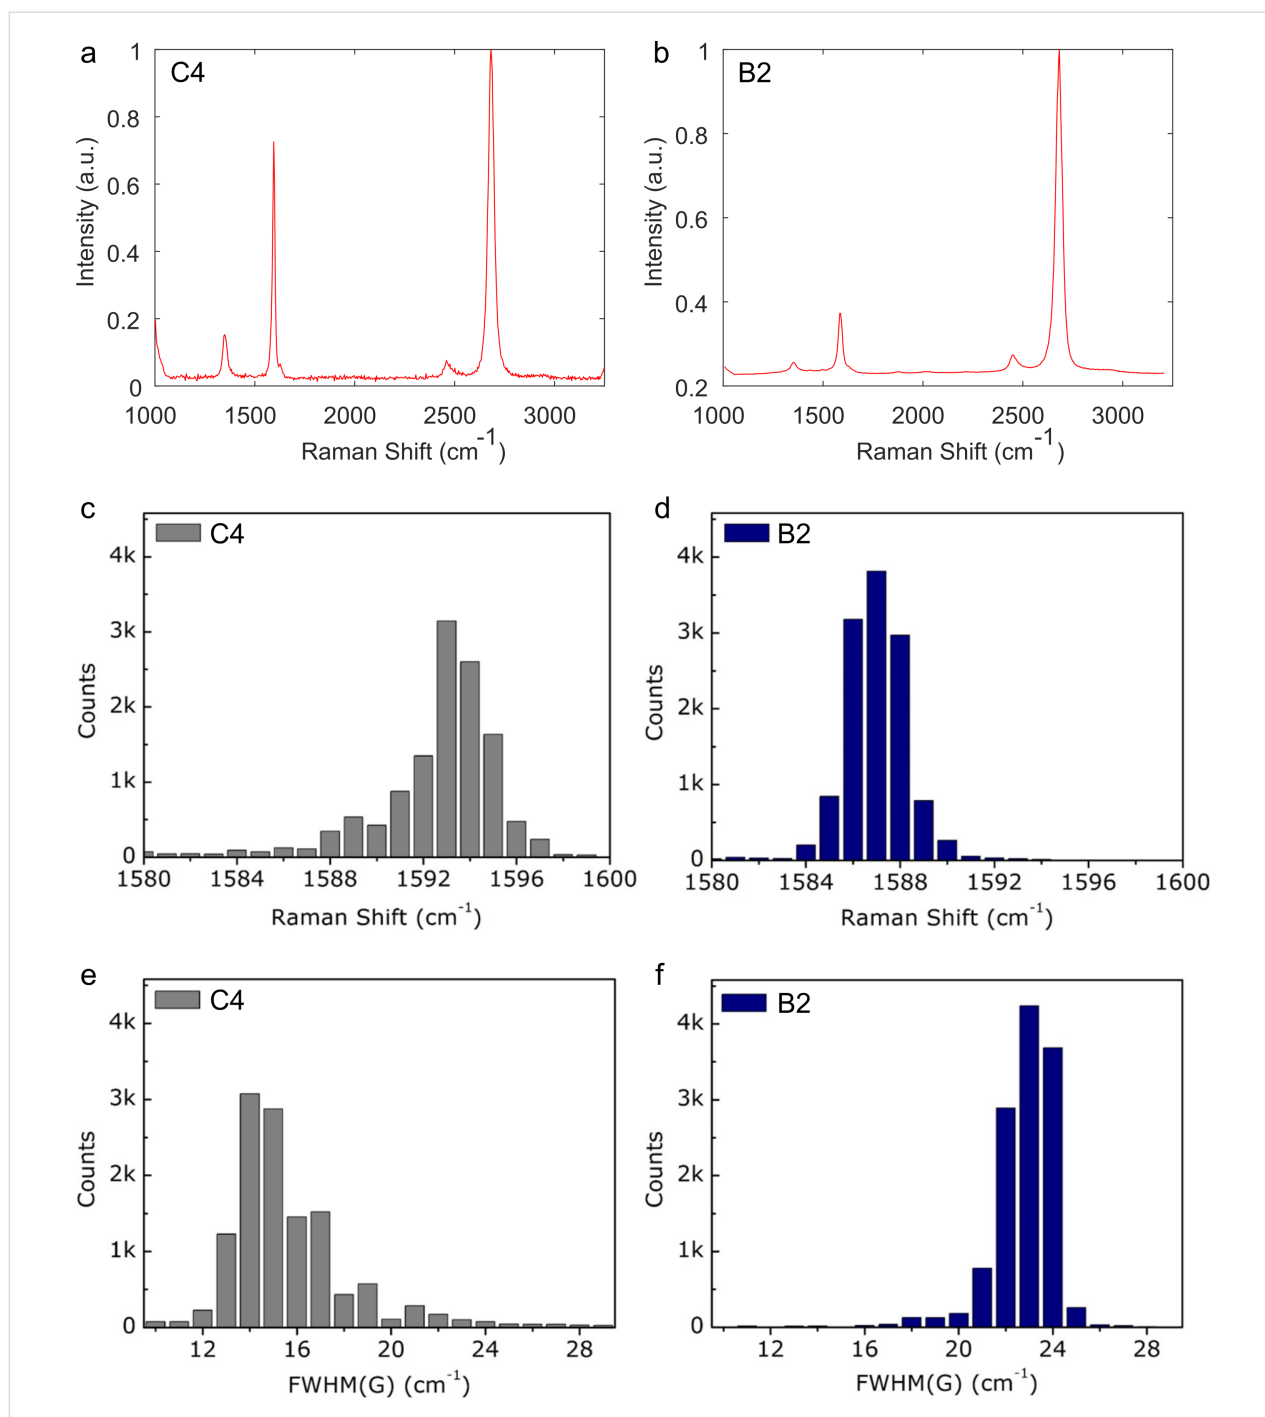 a
C4
1
0.8
0.6
0.4
0.2
0
1000 1500 2000 2500 3000
Intensity (a.u.)
Raman Shift (cm-1)
b
B2
1
0.8
0.6
0.4
0.2
1000 1500 2000 2500 3000
Intensity (a.u.)
Raman Shift (cm-1)
c
C4
4k
3k
2k
1k
0
1580 1584 1588 1592 1596 1600
Counts
Raman Shift (cm-1)
d
B2
4k
3k
2k
1k
0
1580 1584 1588 1592 1596 1600
Counts
Raman Shift (cm-1)
e
C4
4k
3k
2k
1k
0
12 16 20 24 28
Counts
FWHM(G) (cm-1)
f
B2
4k
3k
2k
1k
0
12 16 20 24 28
Counts
FWHM(G) (cm-1)